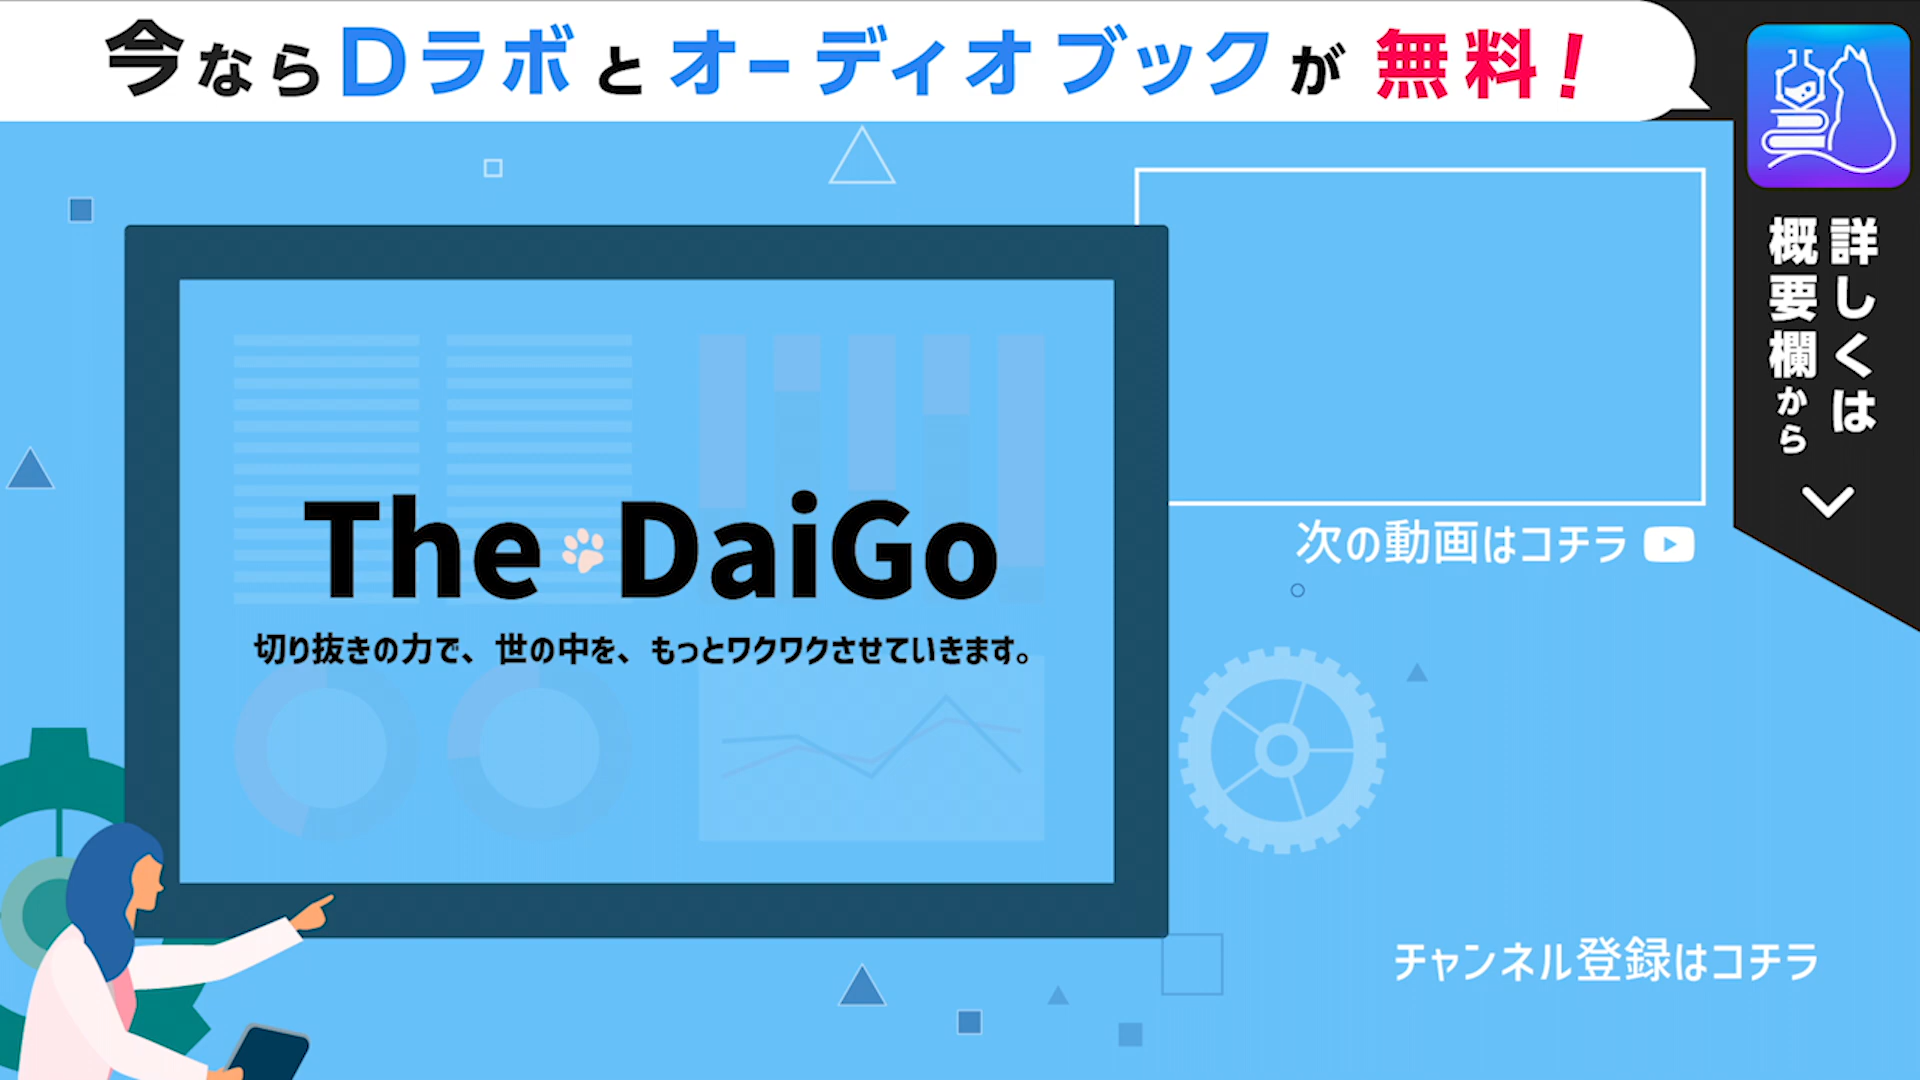 今ならDラボとオーディオブックが無料!
詳しくは
概要欄から
The DaiGo
切り抜きの力で、世の中を、もっとワクワクさせていきます。
次の動画はコチラ
チャンネル登録はコチラ